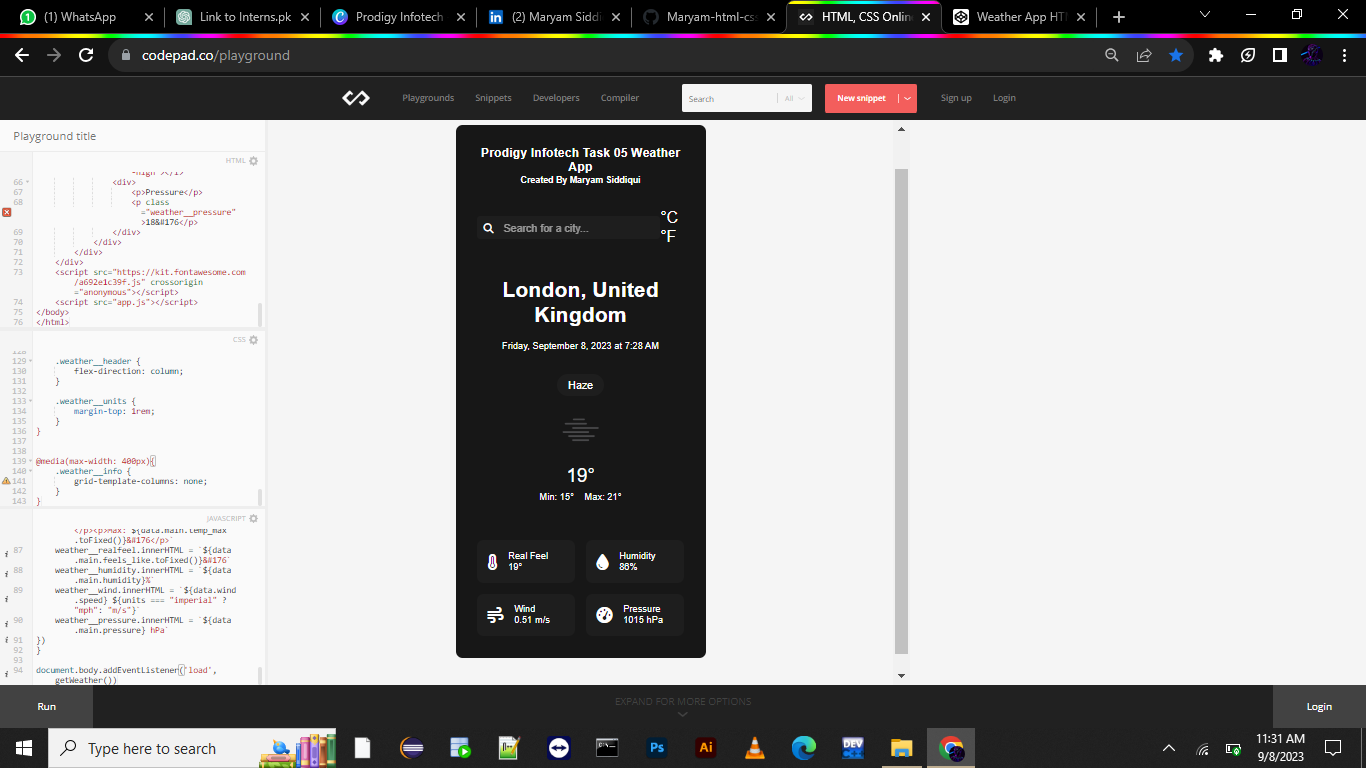 (1) WhatsApp
Link to Interns.pk
Prodigy Infotech
(2) Maryam Siddi
Maryam-html-css
HTML, CSS Onlin
Weather App HT
codepad.co/playground
Playgrounds
Snippets
Developers
Compiler
Search
All
New snippet
Sign up
Login
Playground title
HTML
-high"></i>
66
<div>
67
<p>Pressure</p>
68
<p class
="weather__pressure"
>18&#176</p>
69
</div>
70
</div>
71
</div>
72
</div>
73
<script src="https://kit.fontawesome.com
/a692e1c39f.js" crossorigin
="anonymous"></script>
74
<script src="app.js"></script>
75
</body>
76
</html>
CSS
128
129
.weather__header {
130
flex-direction: column;
131
}
132
133
.weather__units {
134
margin-top: 1rem;
135
}
136
}
137
138
139
@media(max-width: 400px){
140
.weather__info {
141
grid-template-columns: none;
142
}
143
}
JAVASCRIPT
</p><p>Max: ${data.main.temp_max
.toFixed()}&#176</p>`
87
weather__realfeel.innerHTML = `${data
.main.feels_like.toFixed()}&#176`
88
weather__humidity.innerHTML = `${data
.main.humidity}%`
89
weather__wind.innerHTML = `${data.wind
.speed} ${units === "imperial" ?
"mph": "m/s"}`
90
weather__pressure.innerHTML = `${data
.main.pressure} hPa`
91
})
92
}
93
94
document.body.addEventListener('load',
getWeather())
Prodigy Infotech Task 05 Weather
App
Created By Maryam Siddiqui
Search for a city...
°C
°F
London, United
Kingdom
Friday, September 8, 2023 at 7:28 AM
Haze
19°
Min: 15° Max: 21°
Real Feel
19°
Humidity
86%
Wind
0.51 m/s
Pressure
1015 hPa
Run
EXPAND FOR MORE OPTIONS
Login
Type here to search
Ps
Ai
DEV
11:31 AM
9/8/2023